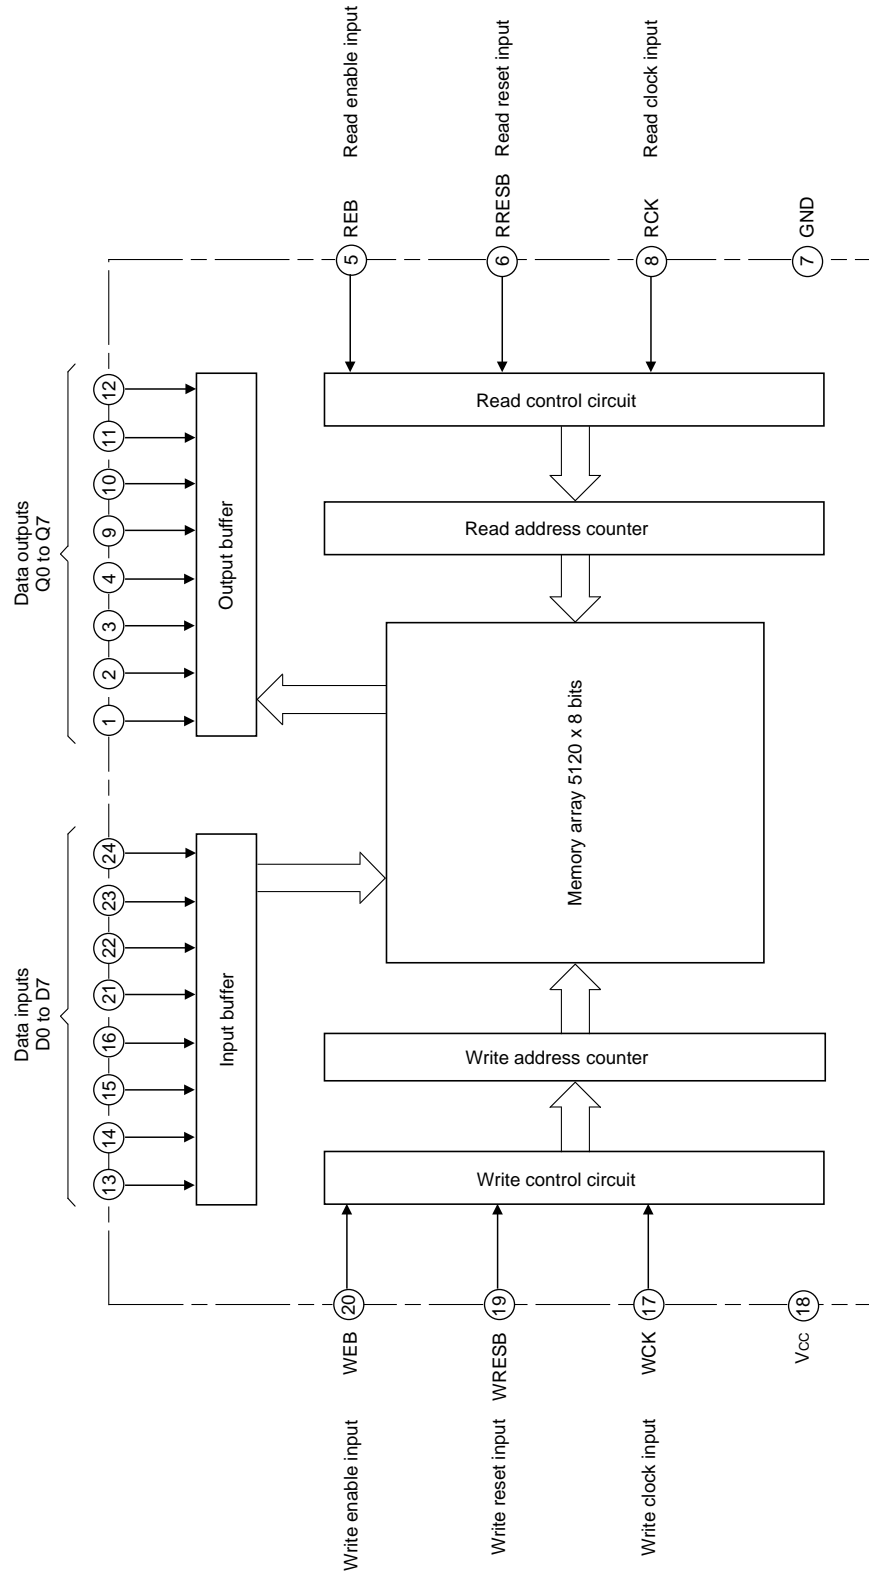 Data inputs
D0 to D7
Data outputs
Q0 to Q7
13
14
15
16
21
22
23
24
1
2
3
4
9
10
11
12
Input buffer
Output buffer
Write enable input
WEB
20
Write reset input
WRESB
19
Write clock input
WCK
17
Vcc
18
Write control circuit
Write address counter
Memory array 5120 x 8 bits
Read address counter
Read control circuit
5
REB
Read enable input
6
RRESB
Read reset input
8
RCK
Read clock input
7
GND